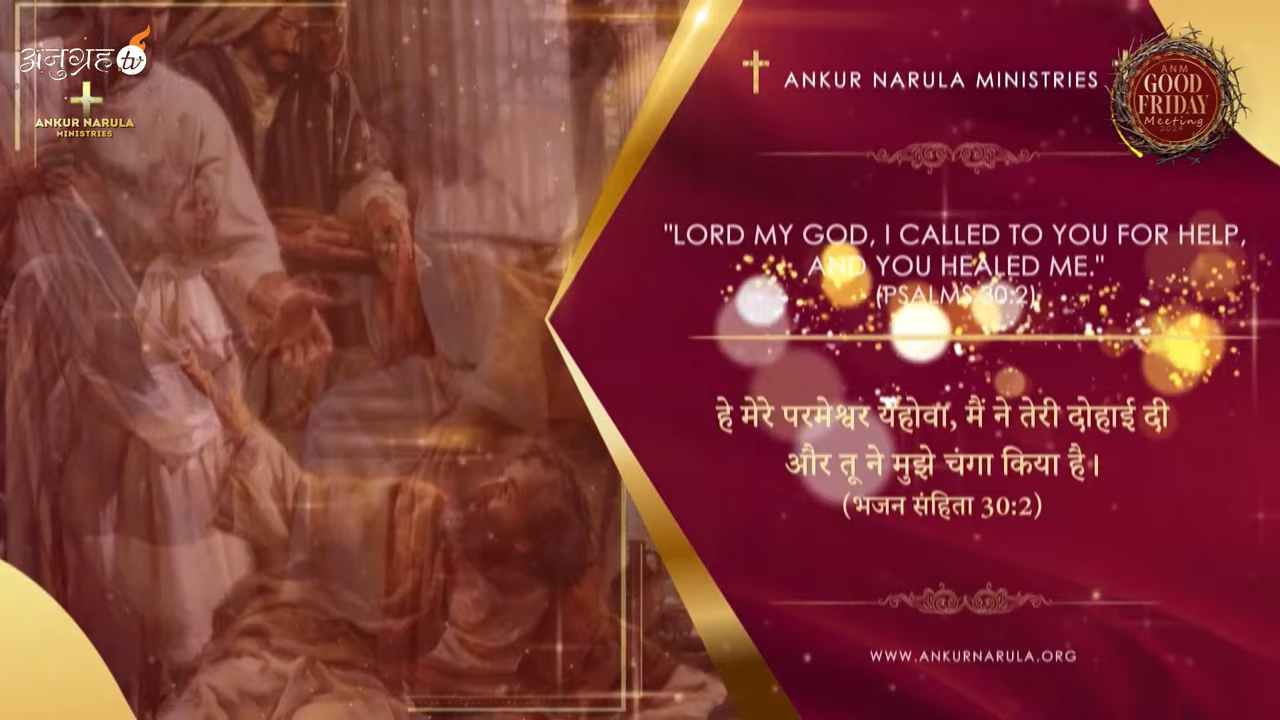 अनुग्रह tv
ANKUR NARULA
MINISTRIES
ANKUR NARULA MINISTRIES
ANM
GOOD
FRIDAY
Meeting
2024
"LORD MY GOD, I CALLED TO YOU FOR HELP,
AND YOU HEALED ME."
(PSALMS 30:2)
हे मेरे परमेश्वर यहोवा, मैं ने तेरी दोहाई दी
और तू ने मुझे चंगा किया है।
(भजन संहिता 30:2)
WWW.ANKURNARULA.ORG